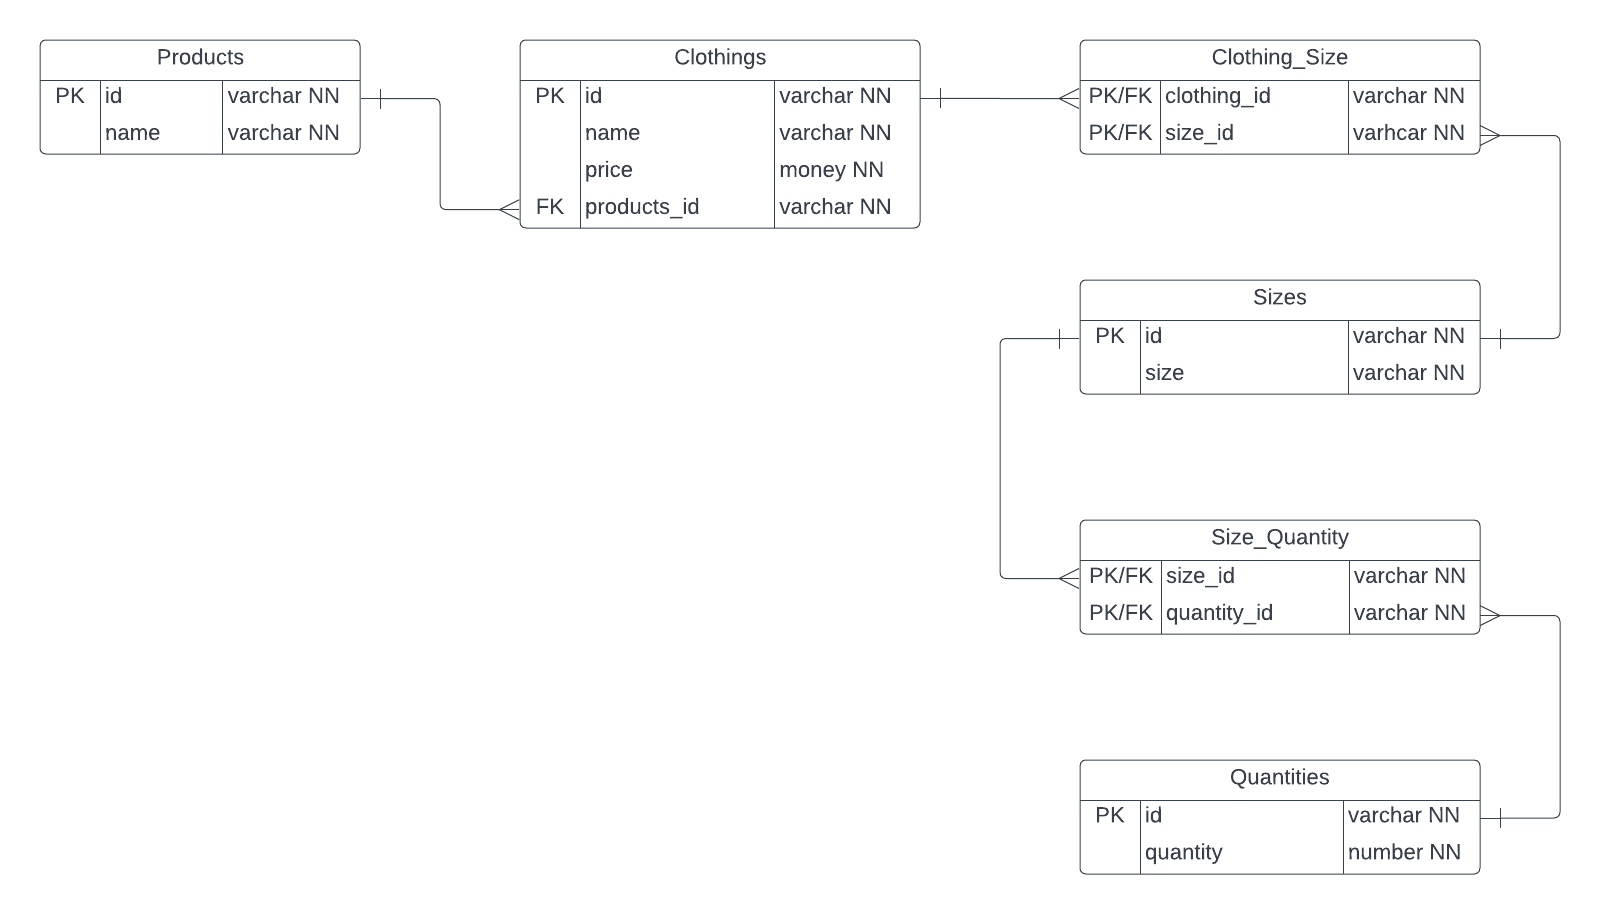 Products
PK id varchar NN
name varchar NN
Clothings
PK id varchar NN
name varchar NN
price money NN
FK products_id varchar NN
Clothing_Size
PK/FK clothing_id varchar NN
PK/FK size_id varhcar NN
Sizes
PK id varchar NN
size varchar NN
Size_Quantity
PK/FK size_id varchar NN
PK/FK quantity_id varchar NN
Quantities
PK id varchar NN
quantity number NN